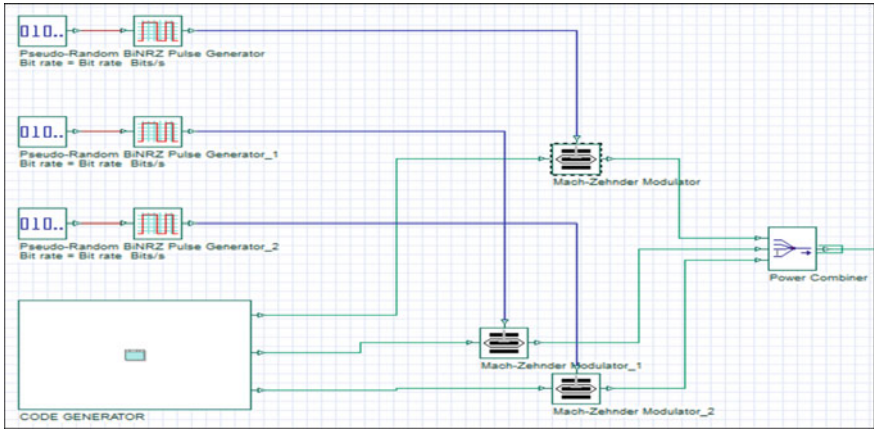 010..
Pseudo-Random BiNRZ Pulse Generator
Bit rate = Bit rate Bits/s
010..
Pseudo-Random BiNRZ Pulse Generator_1
Bit rate = Bit rate Bits/s
Mach-Zehnder Modulator
010..
Pseudo-Random BiNRZ Pulse Generator_2
Bit rate = Bit rate Bits/s
Power Combiner
Mach-Zehnder Modulator_1
Mach-Zehnder Modulator_2
CODE GENERATOR